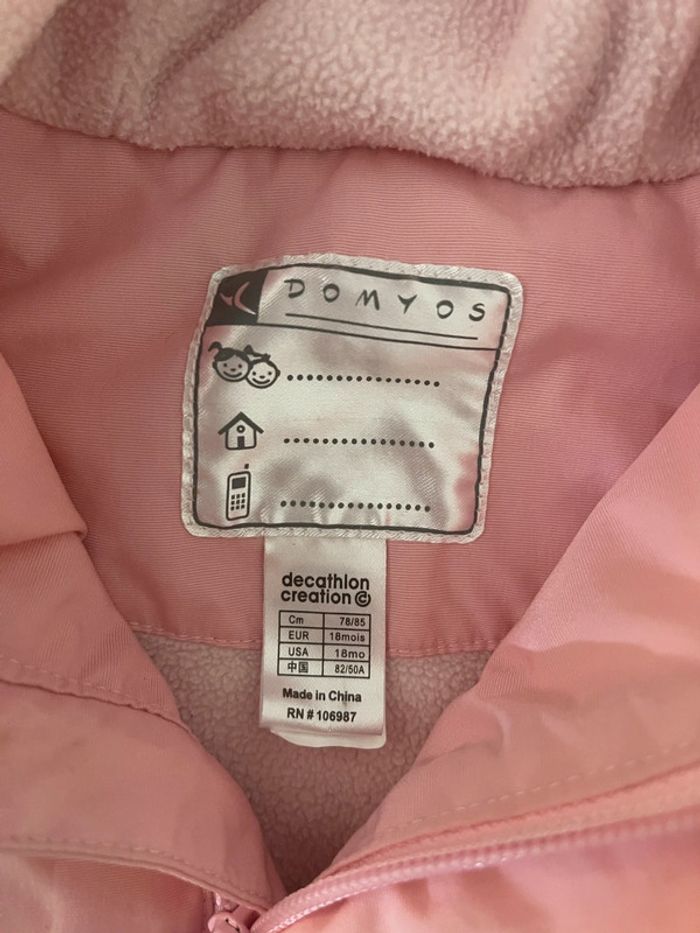 DOMYOS
decathlon
creation
Cm 78/85
EUR 18mois
USA 18mo
中国 82/50A
Made in China
RN # 106987